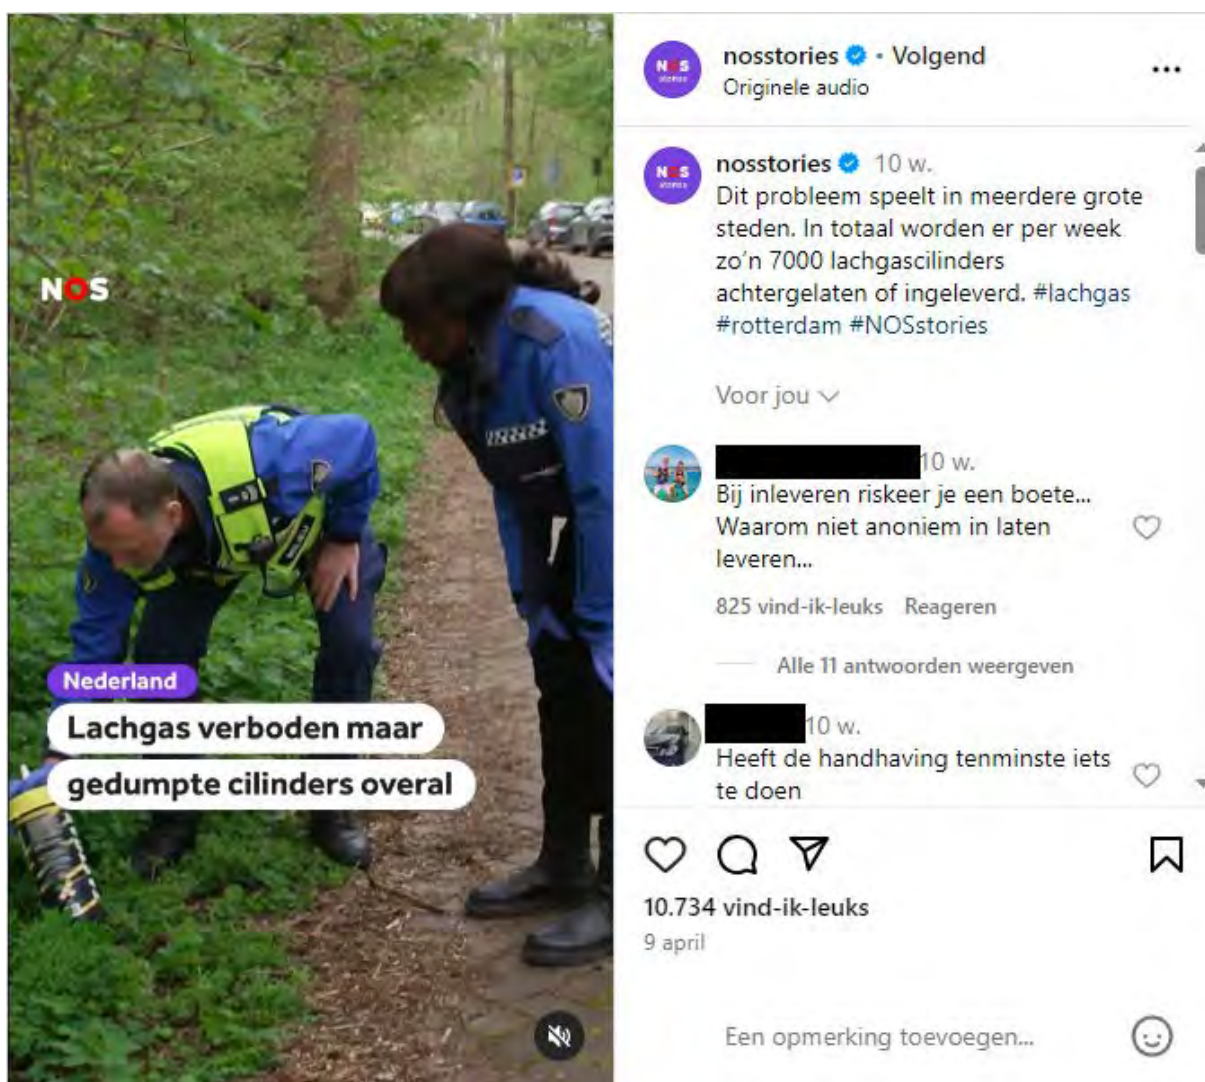 NOS
Nederland
Lachgas verboden maar
gedumpte cilinders overal
NOS
stories
nosstories • Volgend
Originele audio
NOS
stories
nosstories 10 w.
Dit probleem speelt in meerdere grote
steden. In totaal worden er per week
zo'n 7000 lachgascilinders
achtergelaten of ingeleverd. #lachgas
#rotterdam #NOSstories
Voor jou
10 w.
Bij inleveren riskeer je een boete...
Waarom niet anoniem in laten
leveren...
825 vind-ik-leuks Reageren
Alle 11 antwoorden weergeven
10 w.
Heeft de handhaving tenminste iets
te doen
10.734 vind-ik-leuks
9 april
Een opmerking toevoegen...